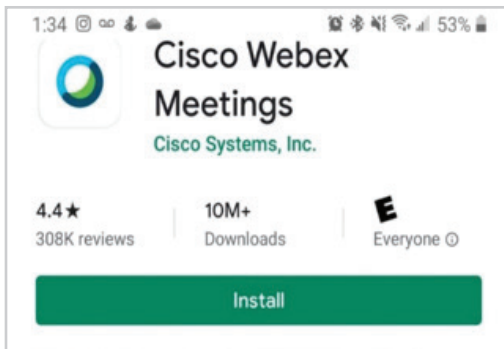 1:34 53%
Cisco Webex
Meetings
Cisco Systems, Inc.
4.4★ 10M+ E
308K reviews Downloads Everyone
Install